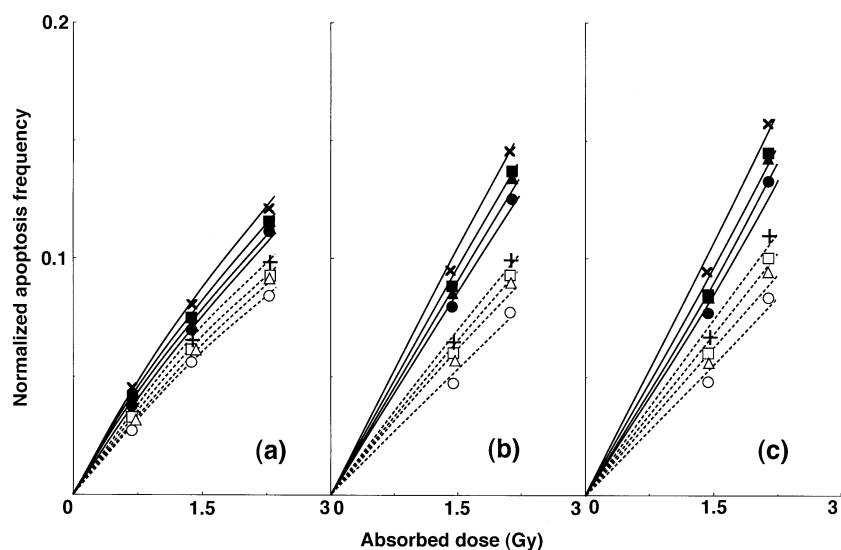 0.2
Normalized apoptosis frequency
0.1
0
(a) (b) (c)
0 1.5 3 0 1.5 3 0 1.5 3
Absorbed dose (Gy)